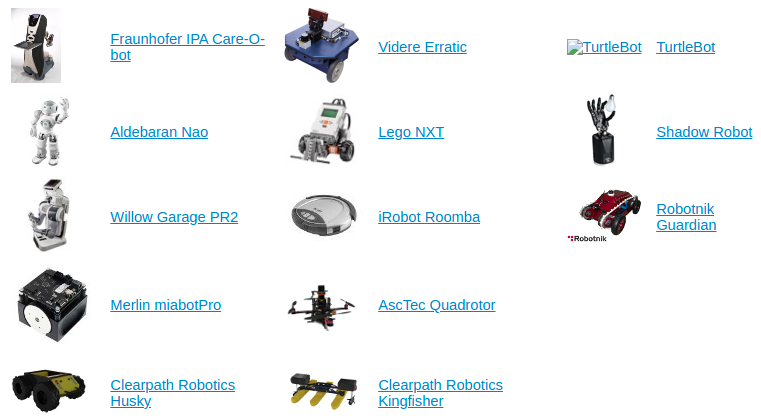 Fraunhofer IPA Care-O-
bot
Videre Erratic
TurtleBot
TurtleBot
Aldebaran Nao
Lego NXT
Shadow Robot
Willow Garage PR2
iRobot Roomba
Robotnik
Robotnik
Guardian
Merlin miabotPro
AscTec Quadrotor
Clearpath Robotics
Husky
Clearpath Robotics
Kingfisher